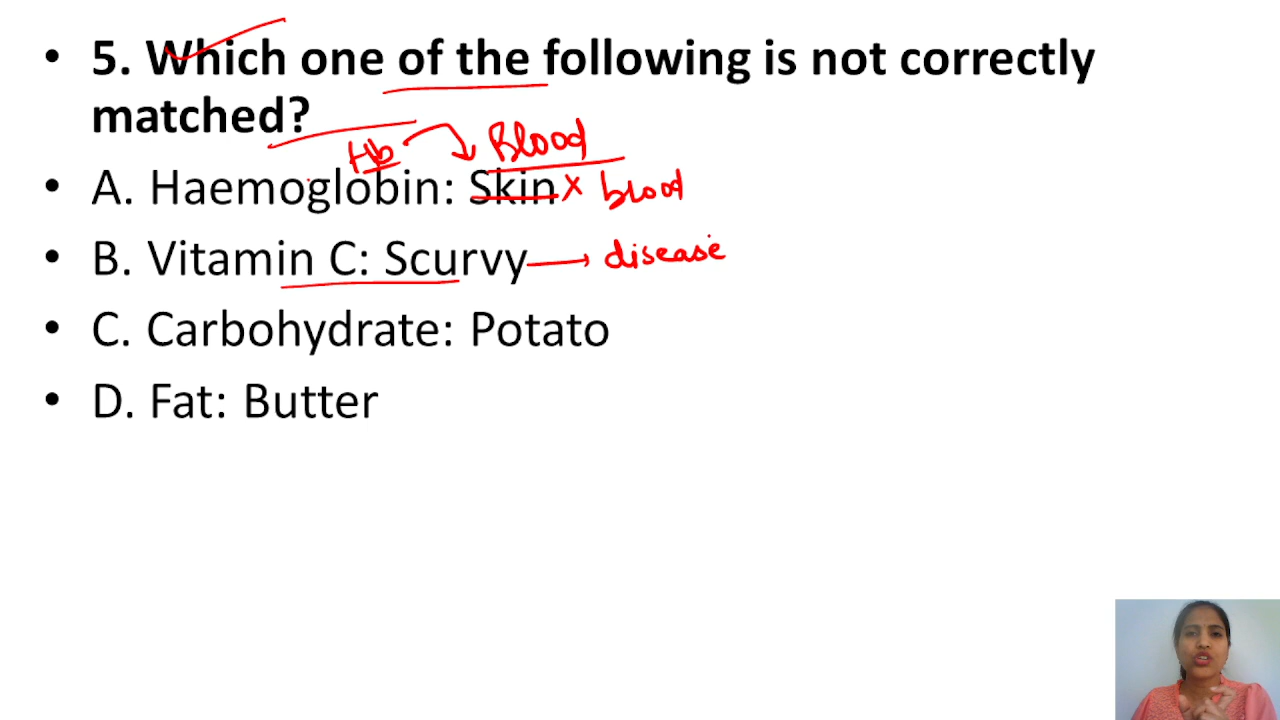 • 5. Which one of the following is not correctly
matched?
Hb Blood
• A. Haemoglobin: Skin x blood
• B. Vitamin C: Scurvy → disease
• C. Carbohydrate: Potato
• D. Fat: Butter